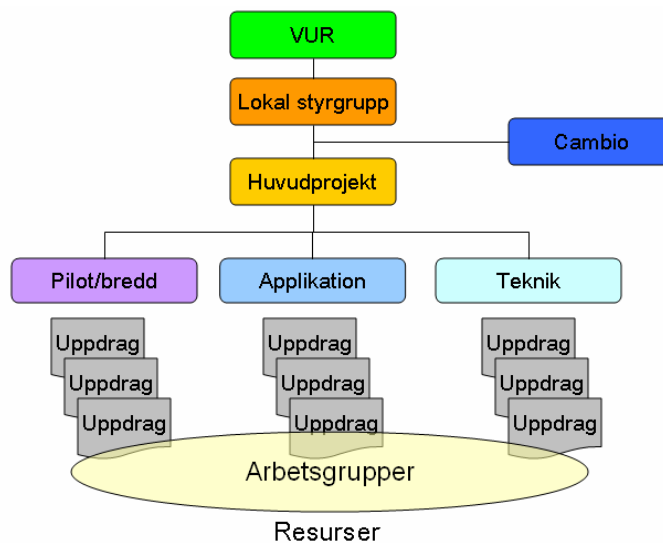 VUR
Lokal styrgrupp
Cambio
Huvudprojekt
Pilot/bredd
Applikation
Teknik
Uppdrag
Uppdrag
Uppdrag
Uppdrag
Uppdrag
Uppdrag
Uppdrag
Uppdrag
Uppdrag
Arbetsgrupper
Resurser